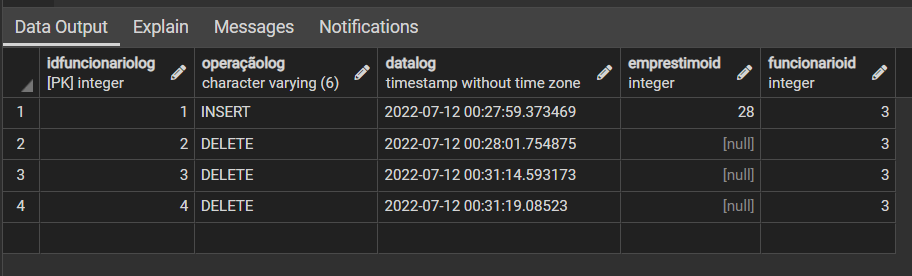 Data Output Explain Messages Notifications
idfuncionariolog operaçãolog datalog emprestimoid funcionarioid
[PK] integer character varying (6) timestamp without time zone integer integer
1 1 INSERT 2022-07-12 00:27:59.373469 28 3
2 2 DELETE 2022-07-12 00:28:01.754875 [null] 3
3 3 DELETE 2022-07-12 00:31:14.593173 [null] 3
4 4 DELETE 2022-07-12 00:31:19.08523 [null] 3